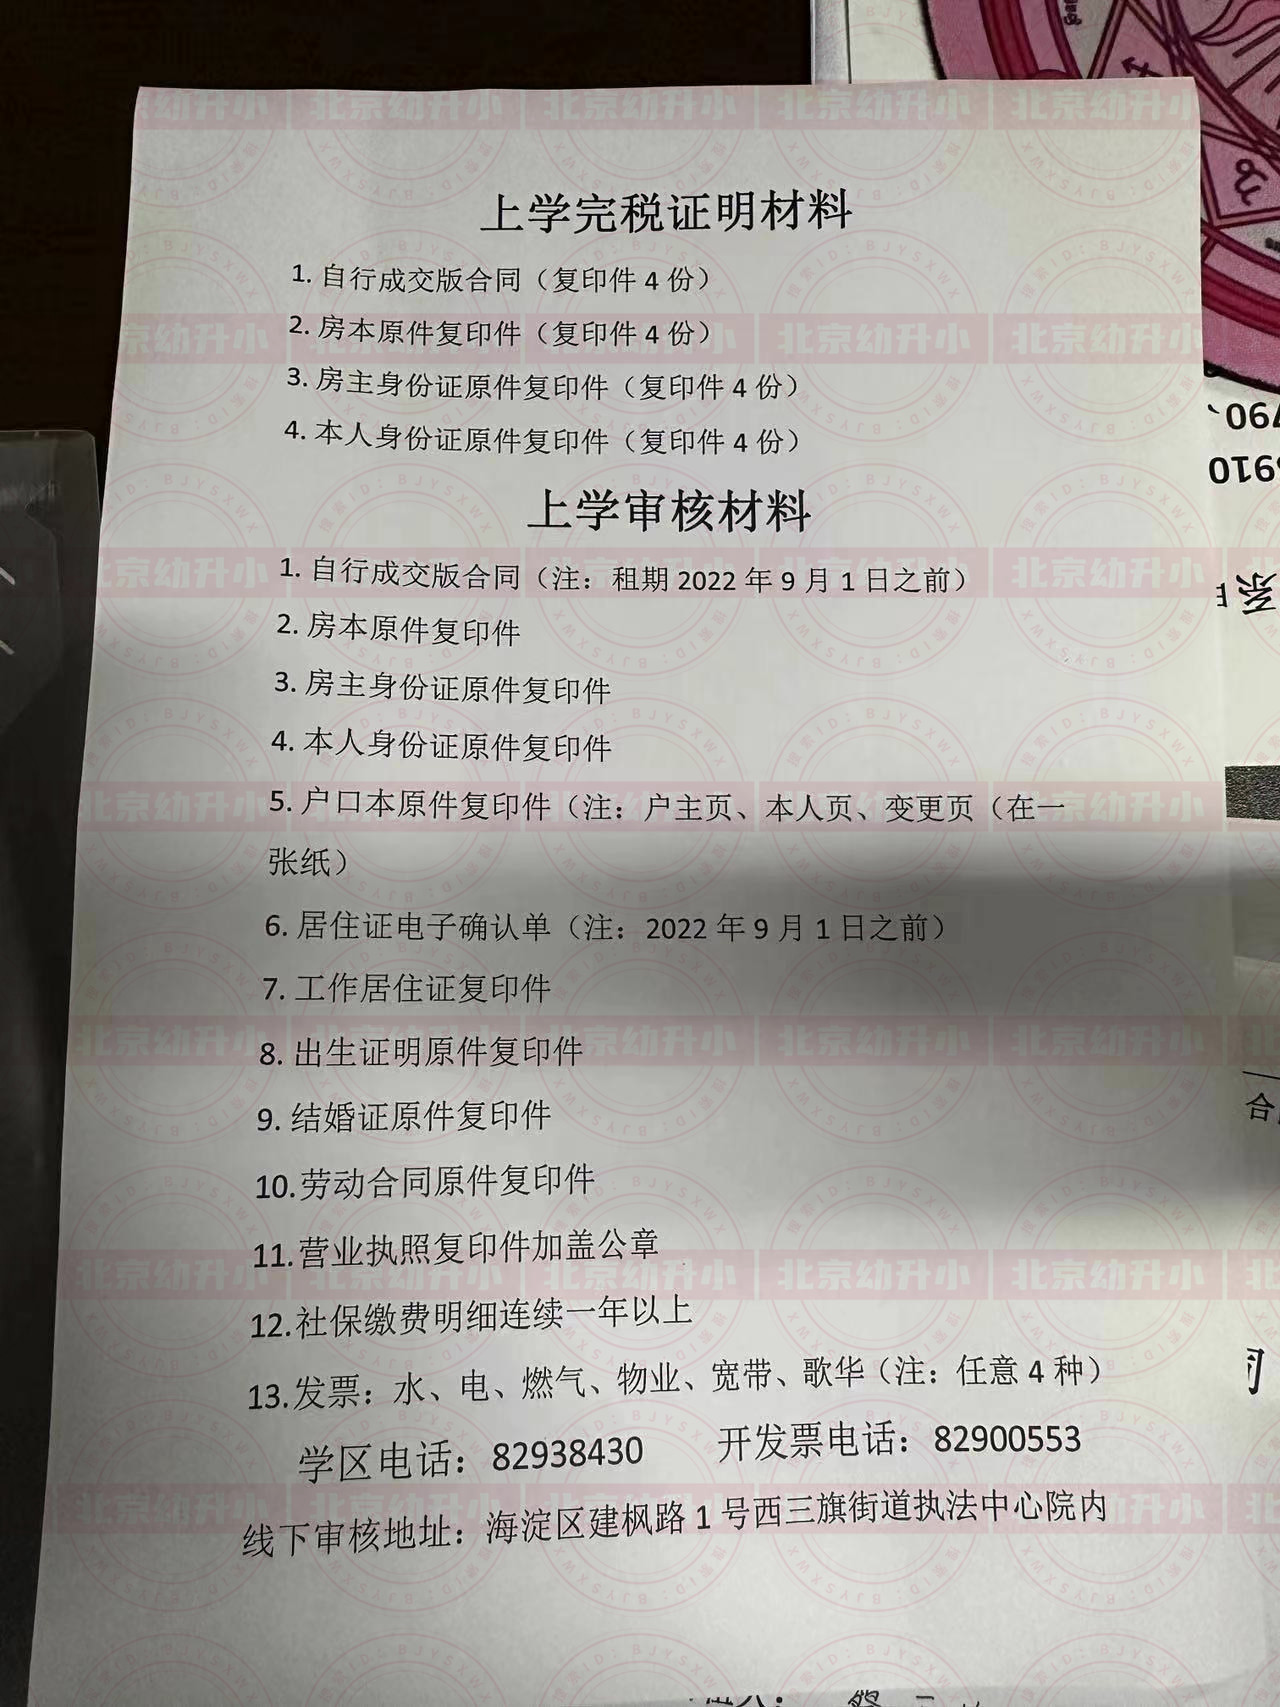 上学完税证明材料
1. 自行成交版合同（复印件 4 份）
2. 房本原件复印件（复印件 4 份）
3. 房主身份证原件复印件（复印件 4 份）
4. 本人身份证原件复印件（复印件 4 份）
上学审核材料
1. 自行成交版合同（注：租期 2022 年 9 月 1 日之前）
2. 房本原件复印件
3. 房主身份证原件复印件
4. 本人身份证原件复印件
5. 户口本原件复印件（注：户主页、本人页、变更页（在一
张纸）
6. 居住证电子确认单（注：2022 年 9 月 1 日之前）
7. 工作居住证复印件
8. 出生证明原件复印件
9. 结婚证原件复印件
10.劳动合同原件复印件
11.营业执照复印件加盖公章
12.社保缴费明细连续一年以上
13.发票：水、电、燃气、物业、宽带、歌华（注：任意 4 种）
学区电话：82938430 开发票电话：82900553
线下审核地址：海淀区建枫路 1 号西三旗街道执法中心院内
北京幼升小
搜索ID：BJYSXWX